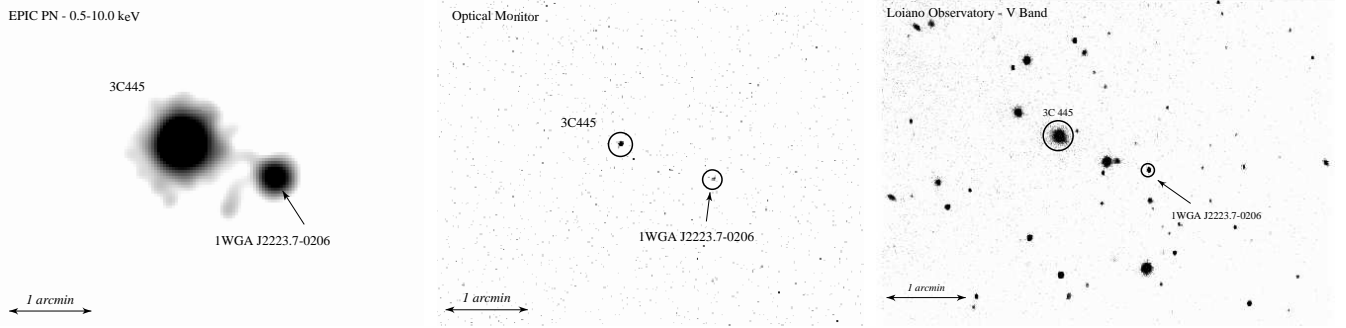 EPIC PN - 0.5-10.0 keV
3C445
1WGA J2223.7-0206
1 arcmin
Optical Monitor
3C445
1WGA J2223.7-0206
1 arcmin
Loiano Observatory - V Band
3C 445
1WGA J2223.7-0206
1 arcmin